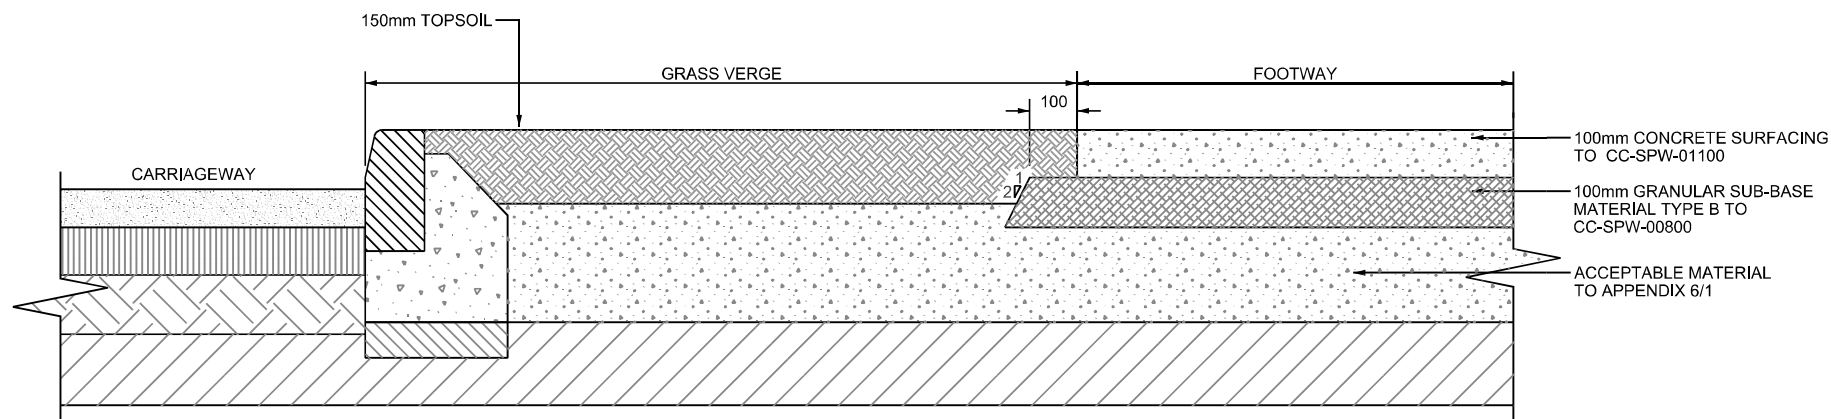 150mm TOPSOIL
GRASS VERGE
FOOTWAY
100
100mm CONCRETE SURFACING
TO CC-SPW-01100
CARRIAGEWAY
1
2
100mm GRANULAR SUB-BASE
MATERIAL TYPE B TO
CC-SPW-00800
ACCEPTABLE MATERIAL
TO APPENDIX 6/1